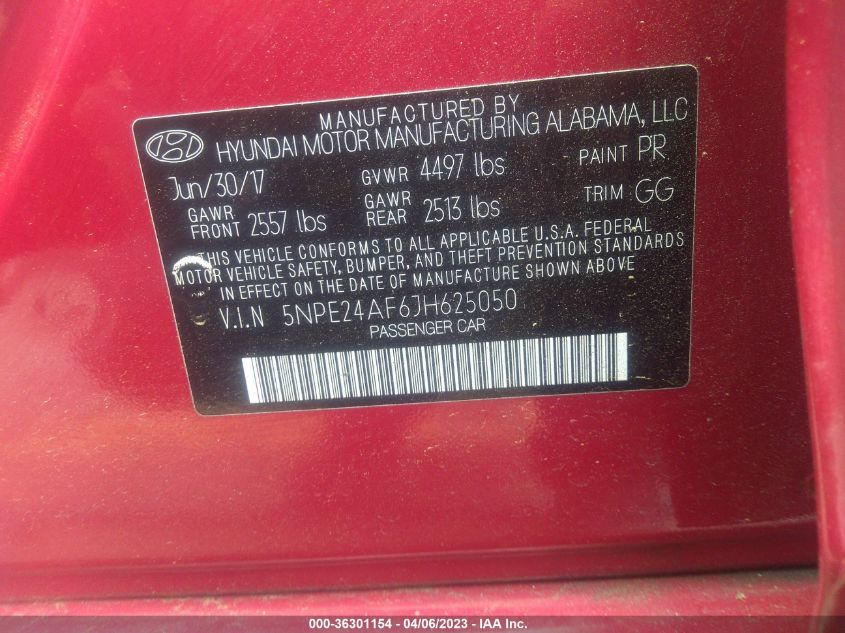 MANUFACTURED BY
HYUNDAI MOTOR MANUFACTURING ALABAMA, LLC
Jun/30/17 GVWR 4497 lbs PAINT PR
GAWR FRONT 2557 lbs GAWR REAR 2513 lbs TRIM GG
THIS VEHICLE CONFORMS TO ALL APPLICABLE U.S.A. FEDERAL
MOTOR VEHICLE SAFETY, BUMPER, AND THEFT PREVENTION STANDARDS
IN EFFECT ON THE DATE OF MANUFACTURE SHOWN ABOVE
V.I.N 5NPE24AF6JH625050
PASSENGER CAR
000-36301154 - 04/06/2023 - IAA Inc.